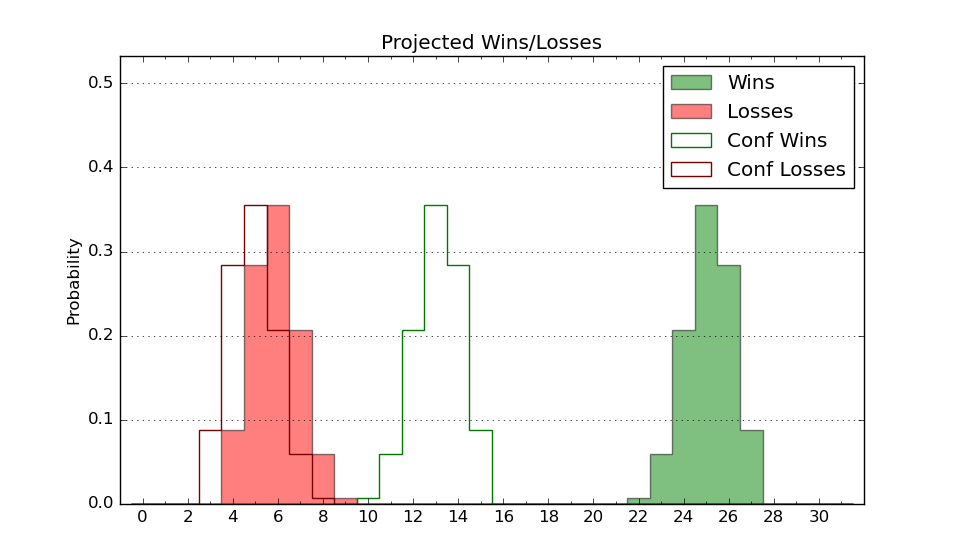 Projected Wins/Losses
Wins
Losses
Conf Wins
Conf Losses
Probability
0.5
0.4
0.3
0.2
0.1
0.0
0 2 4 6 8 10 12 14 16 18 20 22 24 26 28 30